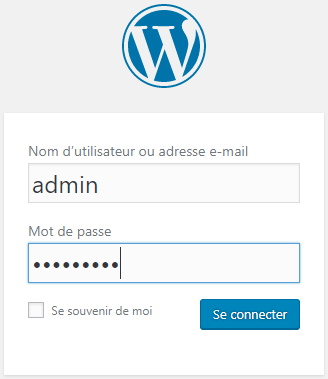 Nom d'utilisateur ou adresse e-mail
admin
Mot de passe
•••••••••
Se souvenir de moi
Se connecter